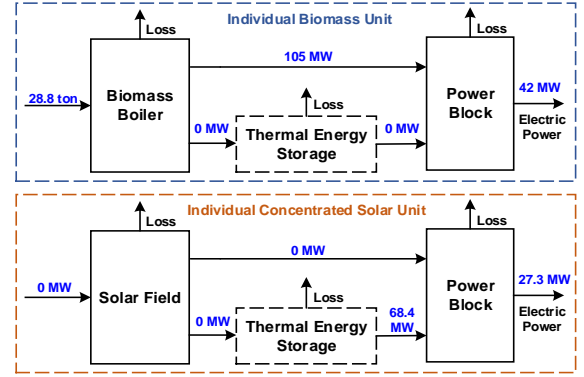 Individual Biomass Unit
Loss
Loss
28.8 ton
Biomass
Boiler
105 MW
Power
Block
42 MW
Electric
Power
0 MW
Loss
Thermal Energy
Storage
0 MW
Individual Concentrated Solar Unit
Loss
Loss
0 MW
Solar Field
0 MW
Power
Block
27.3 MW
Electric
Power
0 MW
Loss
Thermal Energy
Storage
68.4
MW